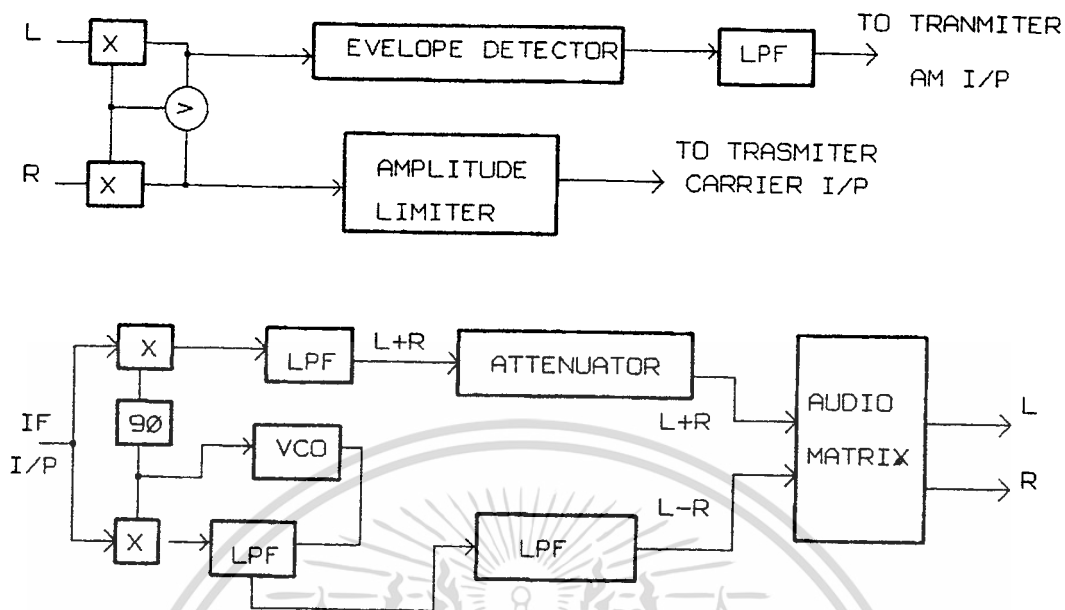 L
X
EVELOPE DETECTOR
LPF
TO TRANMITER
AM I/P
>
R
X
AMPLITUDE
LIMITER
TO TRASMITER
CARRIER I/P
X
LPF
L+R
ATTENUATOR
L+R
AUDIO
MATRIX
L
R
IF
I/P
90
VCO
X
LPF
LPF
L-R